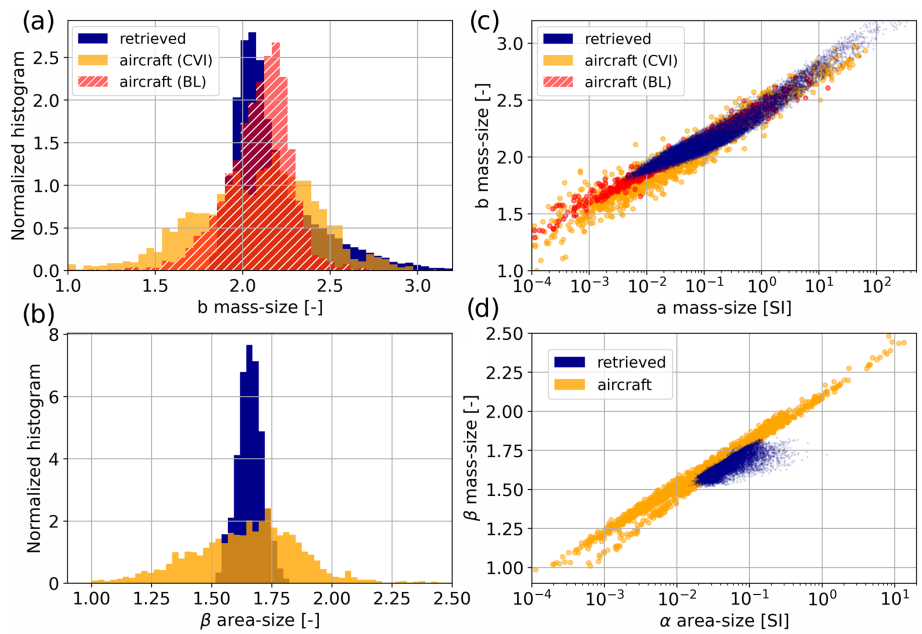 (a)
retrieved
aircraft (CVI)
aircraft (BL)
Normalized histogram
2.5
2.0
1.5
1.0
0.5
0.0
1.0 1.5 2.0 2.5 3.0
b mass-size [-]
(c)
retrieved
aircraft (CVI)
aircraft (BL)
b mass-size [-]
3.0
2.5
2.0
1.5
1.0
10⁻⁴ 10⁻³ 10⁻² 10⁻¹ 10⁰ 10¹ 10²
a mass-size [SI]
(b)
Normalized histogram
8
6
4
2
0
1.00 1.25 1.50 1.75 2.00 2.25 2.50
β area-size [-]
(d)
retrieved
aircraft
β mass-size [-]
2.50
2.25
2.00
1.75
1.50
1.25
1.00
10⁻⁴ 10⁻³ 10⁻² 10⁻¹ 10⁰ 10¹
α area-size [SI]